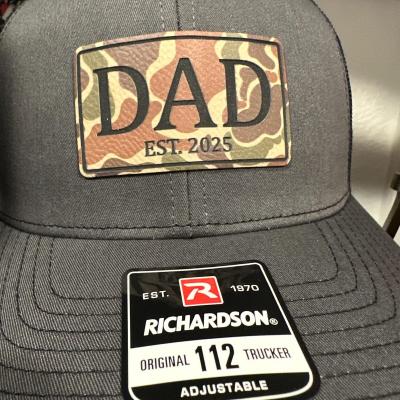 DAD
EST. 2025
EST. R 1970
RICHARDSON®
ORIGINAL 112 TRUCKER
ADJUSTABLE